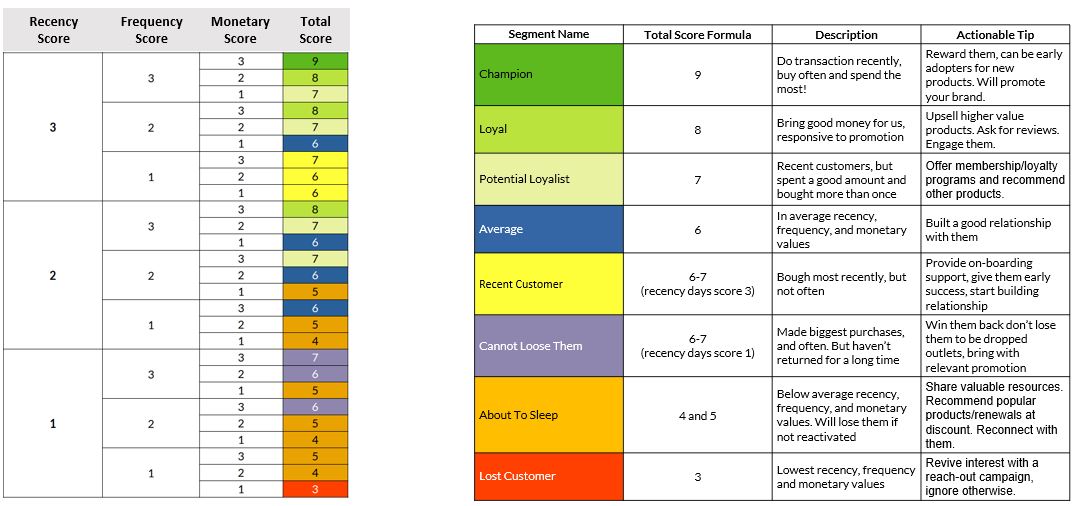 Recency Score Frequency Score Monetary Score Total Score
3 3 3 9
2 8
1 7
2 3 8
2 7
1 6
1 3 7
2 6
1 6
2 3 3 8
2 7
1 6
2 3 7
2 6
1 5
1 3 6
2 5
1 4
1 3 3 7
2 6
1 5
2 3 6
2 5
1 4
1 3 5
2 4
1 3
Segment Name Total Score Formula Description Actionable Tip
Champion
9
Do transaction recently,
buy often and spend the
most!
Reward them, can be early
adopters for new
products. Will promote
your brand.
Loyal
8
Bring good money for us,
responsive to promotion
Upsell higher value
products. Ask for reviews.
Engage them.
Potential Loyalist
7
Recent customers, but
spent a good amount and
bought more than once
Offer membership/loyalty
programs and recommend
other products.
Average
6
In average recency,
frequency, and monetary
values
Built a good relationship
with them
Recent Customer
6-7
(recency days score 3)
Bough most recently, but
not often
Provide on-boarding
support, give them early
success, start building
relationship
Cannot Loose Them
6-7
(recency days score 1)
Made biggest purchases,
and often. But haven't
returned for a long time
Win them back don't lose
them to be dropped
outlets, bring with
relevant promotion
About To Sleep
4 and 5
Below average recency,
frequency, and monetary
values. Will lose them if
not reactivated
Share valuable resources.
Recommend popular
products/renewals at
discount. Reconnect with
them.
Lost Customer
3
Lowest recency, frequency
and monetary values
Revive interest with a
reach-out campaign,
ignore otherwise.